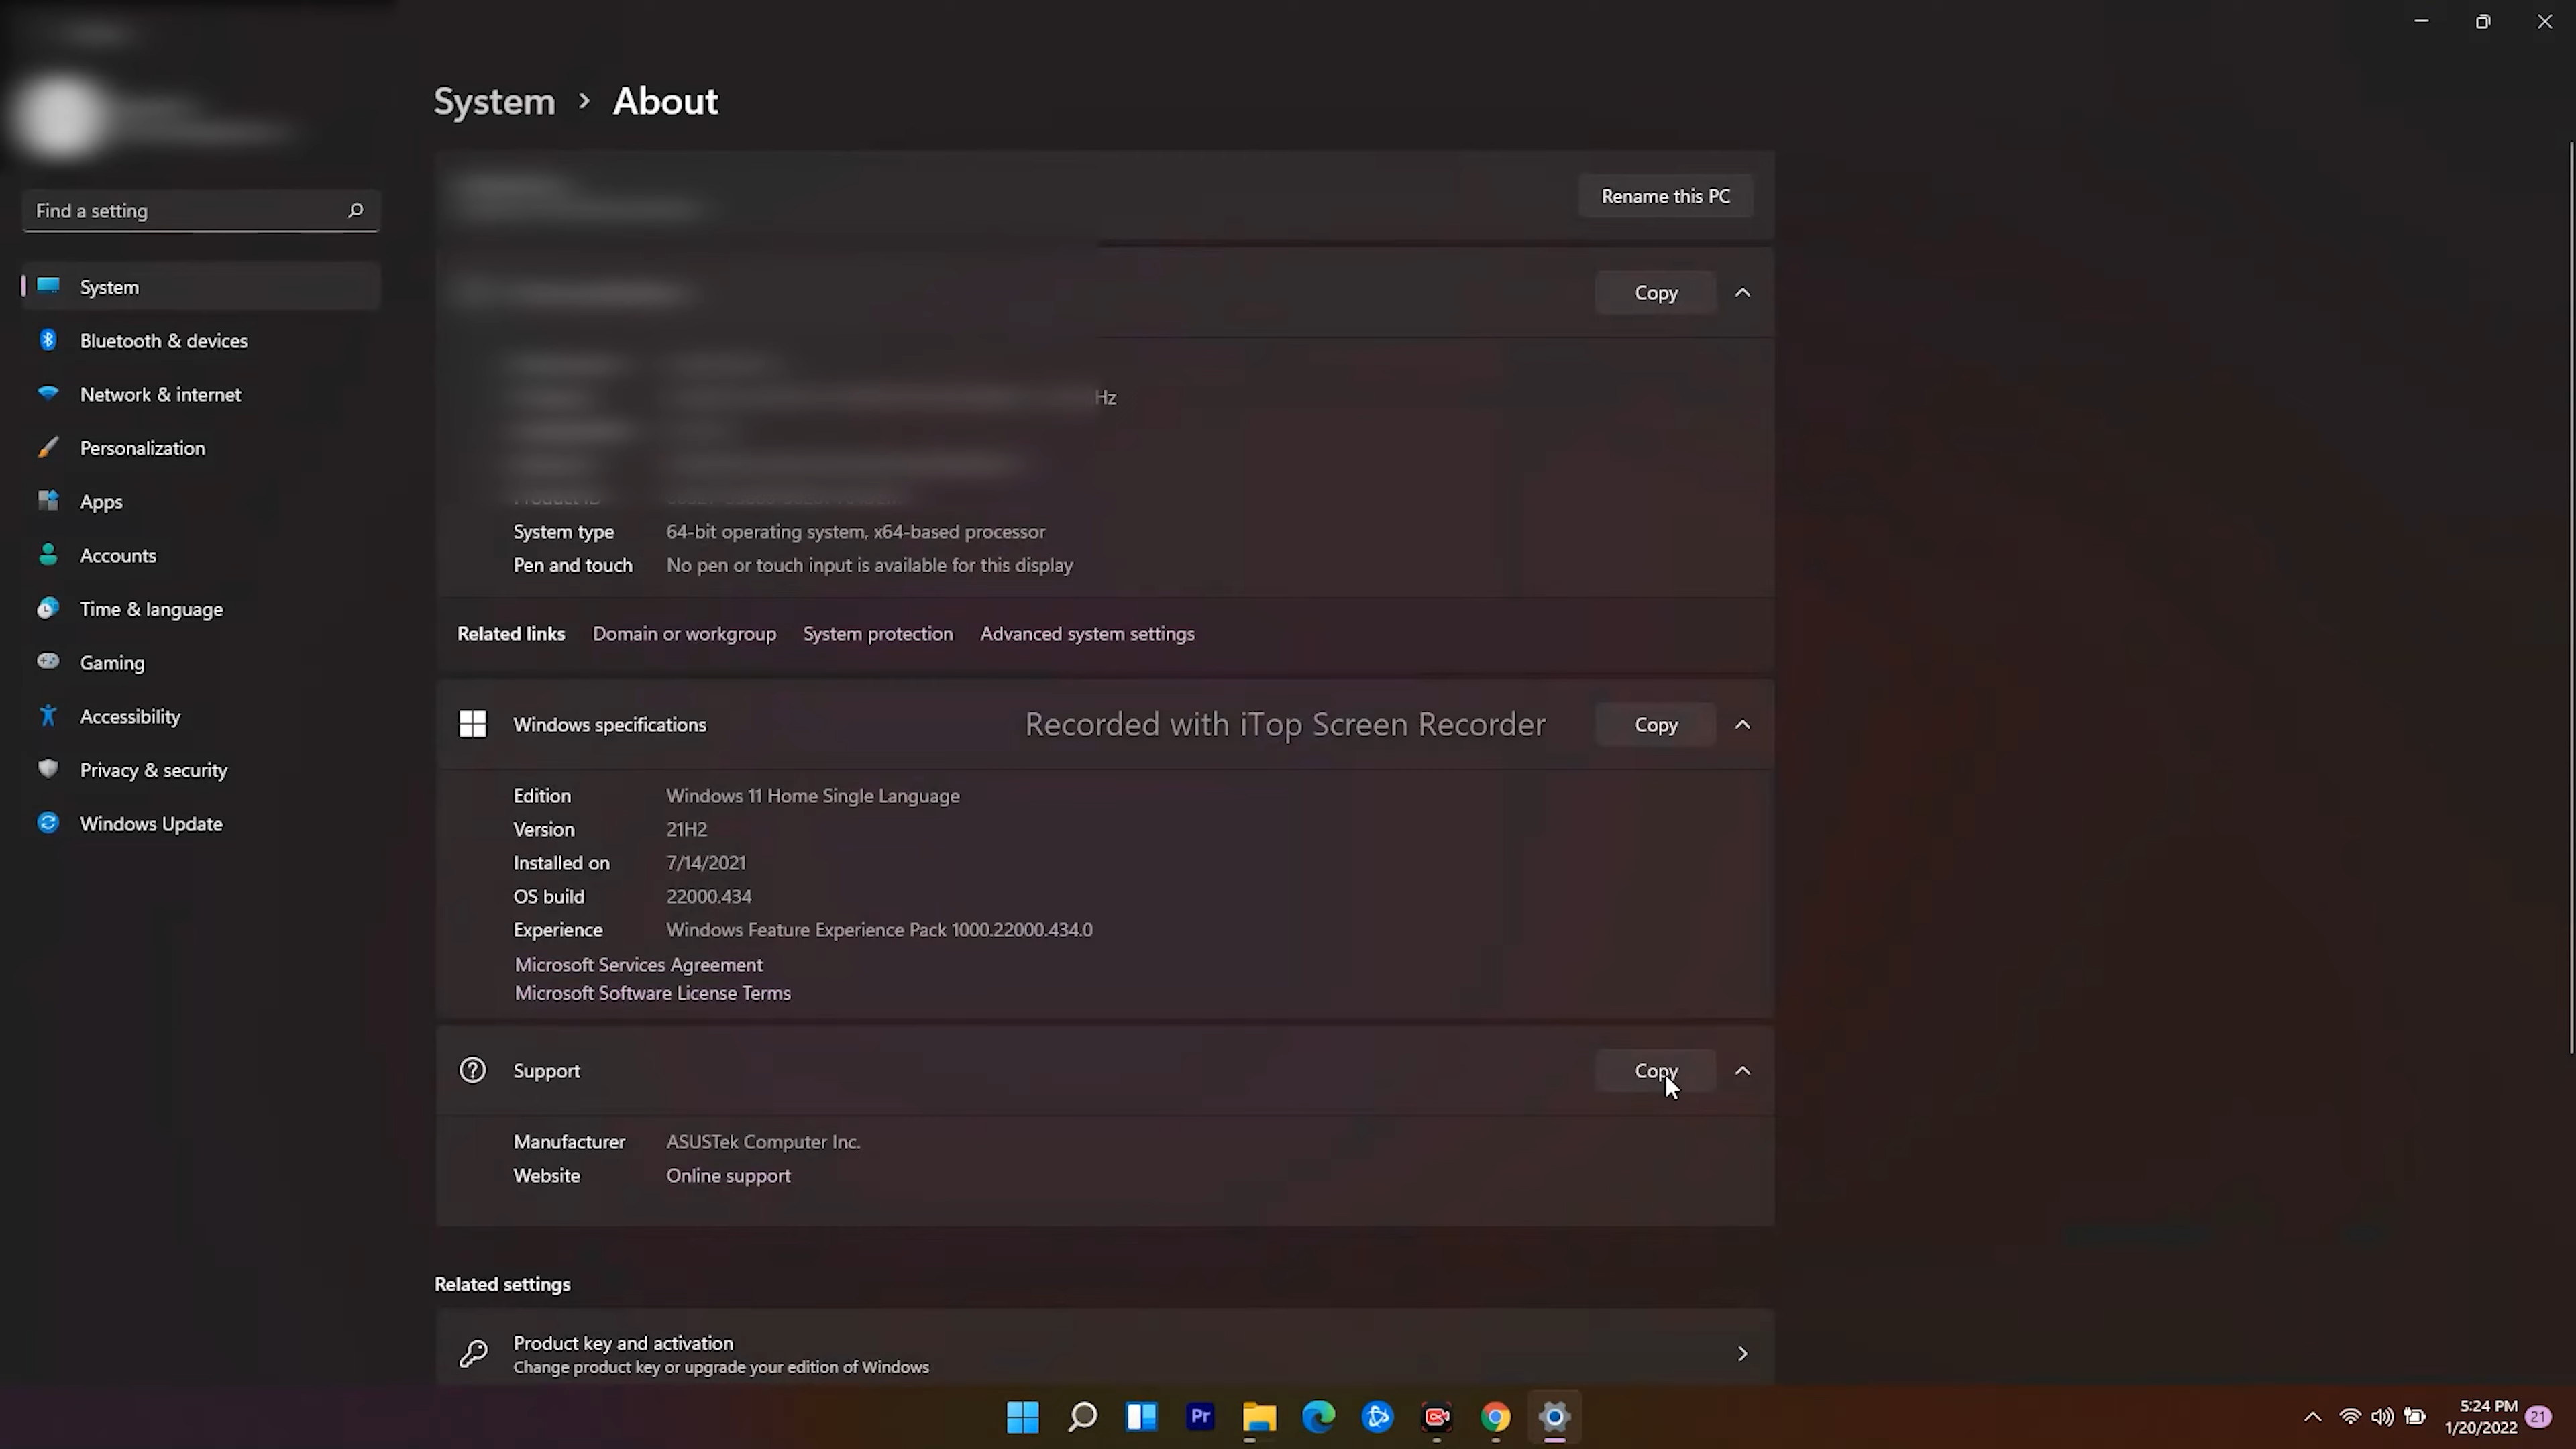 System > About
Find a setting
Rename this PC
System
Copy
Bluetooth & devices
Network & internet
Hz
Personalization
Apps
System type 64-bit operating system, x64-based processor
Accounts
Pen and touch No pen or touch input is available for this display
Time & language
Related links Domain or workgroup System protection Advanced system settings
Gaming
Accessibility
Windows specifications Recorded with iTop Screen Recorder Copy
Privacy & security
Edition Windows 11 Home Single Language
Windows Update
Version 21H2
Installed on 7/14/2021
OS build 22000.434
Experience Windows Feature Experience Pack 1000.22000.434.0
Microsoft Services Agreement
Microsoft Software License Terms
Support Copy
Manufacturer ASUSTek Computer Inc.
Website Online support
Related settings
Product key and activation
Change product key or upgrade your edition of Windows
Pr
5:24 PM
1/20/2022
21